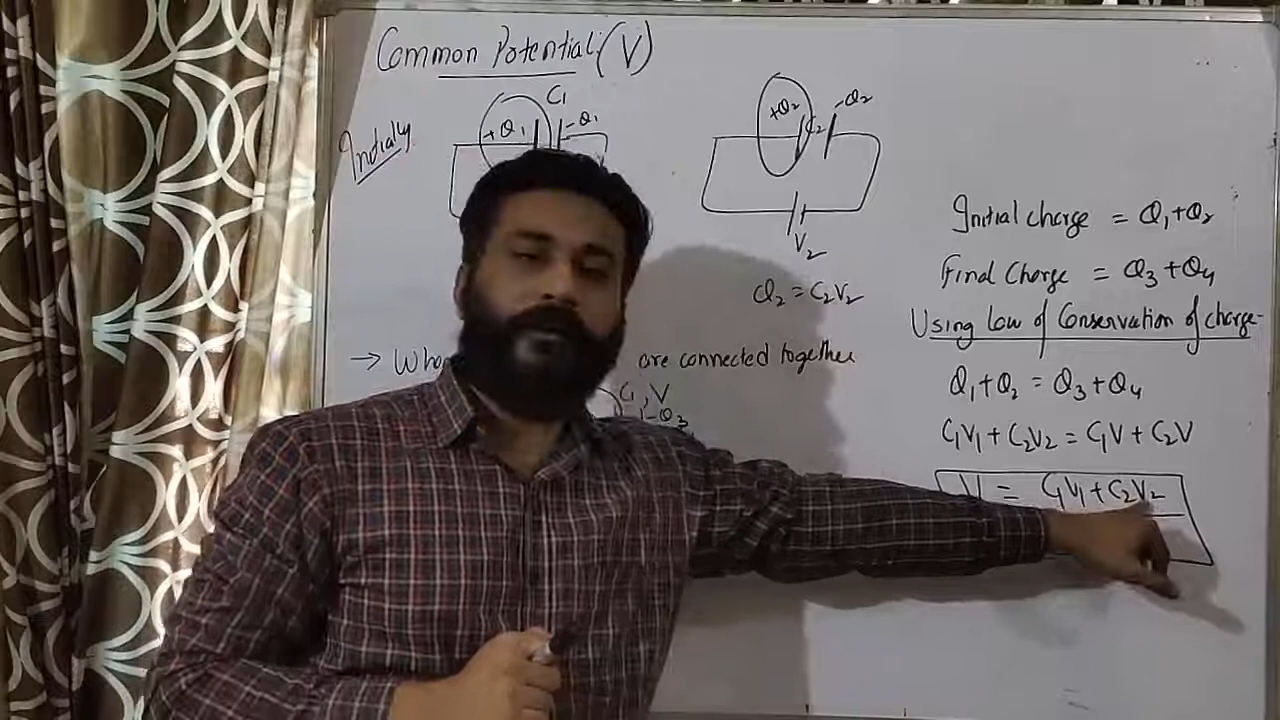 Common Potential:(V)
Initially
+Q1
C1
-Q1
+Q2
C2
-Q2
V2
Q2 = C2V2
→ When
are connected together
C1, V
-Q3
Initial charge = Q1+Q2
Final Charge = Q3+Q4
Using Law of Conservation of charge-
Q1+Q2 = Q3+Q4
C1V1+C2V2 = C1V+C2V
V = C1V1+C2V2